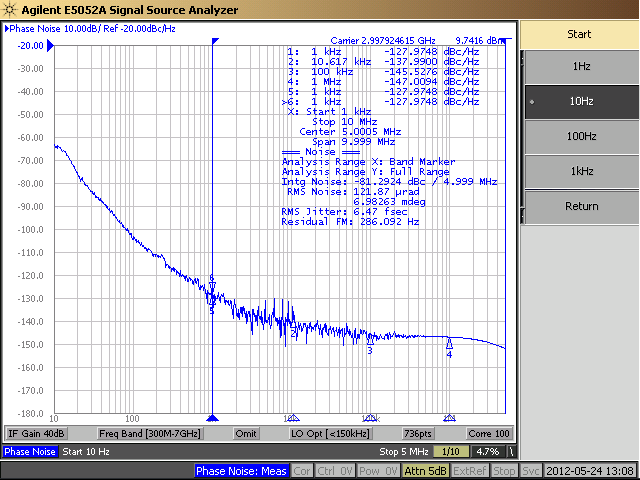 Agilent E5052A Signal Source Analyzer
Phase Noise 10.00dB/ Ref -20.00dBc/Hz
Carrier 2.997924615 GHz 9.7416 dBm
1: 1 kHz -127.9748 dBc/Hz
2: 10.617 kHz -137.9900 dBc/Hz
3: 100 kHz -145.5276 dBc/Hz
4: 1 MHz -147.0094 dBc/Hz
5: 1 kHz -127.9748 dBc/Hz
>6: 1 kHz -127.9748 dBc/Hz
X: Start 1 kHz
Stop 10 MHz
Center 5.0005 MHz
Span 9.999 MHz
=== Noise ===
Analysis Range X: Band Marker
Analysis Range Y: Full Range
Intg Noise: -81.2924 dBc / 4.999 MHz
RMS Noise: 121.87 µrad
6.98263 mdeg
RMS Jitter: 6.47 fsec
Residual FM: 286.092 Hz
-20.00
-30.00
-40.00
-50.00
-60.00
-70.00
-80.00
-90.00
-100.0
-110.0
-120.0
-130.0
-140.0
-150.0
-160.0
-170.0
-180.0
6
5
2
3
4
10 100
IF Gain 40dB Freq Band [300M-7GHz] Omit LO Opt [<150kHz] 736pts Corre 100
Phase Noise Start 10 Hz Stop 5 MHz 1/10 4.7% \
Phase Noise: Meas Cor Ctrl 0V Pow 0V Attn 5dB ExtRef Stop Svc 2012-05-24 13:08
Start
1Hz
10Hz
100Hz
1kHz
Return